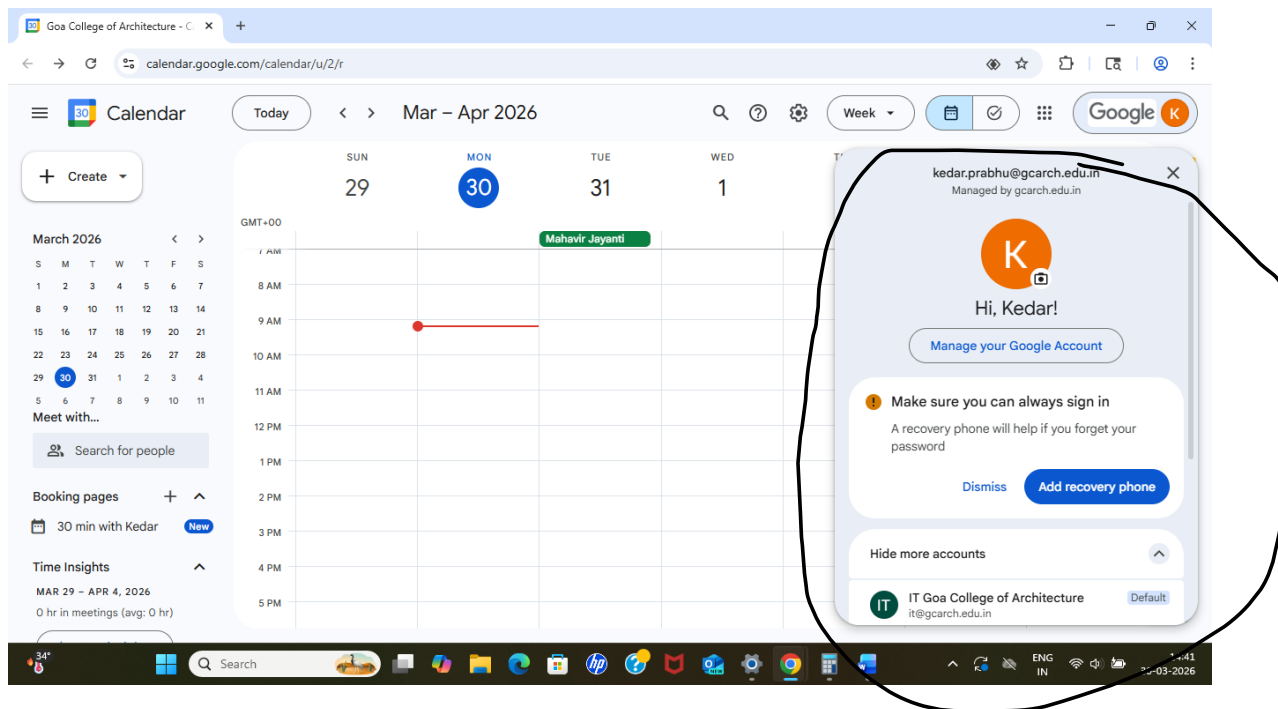 Goa College of Architecture - C
calendar.google.com/calendar/u/2/r
30
Calendar
Today
Mar – Apr 2026
Week
Google K
Create
SUN MON TUE WED
29 30 31 1
GMT+00
Mahavir Jayanti
7 AM
8 AM
9 AM
10 AM
11 AM
12 PM
1 PM
2 PM
3 PM
4 PM
5 PM
March 2026
S M T W T F S
1 2 3 4 5 6 7
8 9 10 11 12 13 14
15 16 17 18 19 20 21
22 23 24 25 26 27 28
29 30 31 1 2 3 4
5 6 7 8 9 10 11
Meet with...
Search for people
Booking pages
30 min with Kedar New
Time Insights
MAR 29 – APR 4, 2026
0 hr in meetings (avg: 0 hr)
kedar.prabhu@gcarch.edu.in
Managed by gcarch.edu.in
K
Hi, Kedar!
Manage your Google Account
Make sure you can always sign in
A recovery phone will help if you forget your
password
Dismiss Add recovery phone
Hide more accounts
IT IT Goa College of Architecture Default
it@gcarch.edu.in
34°
Search
hp
ENG
IN
14:41
-03-2026